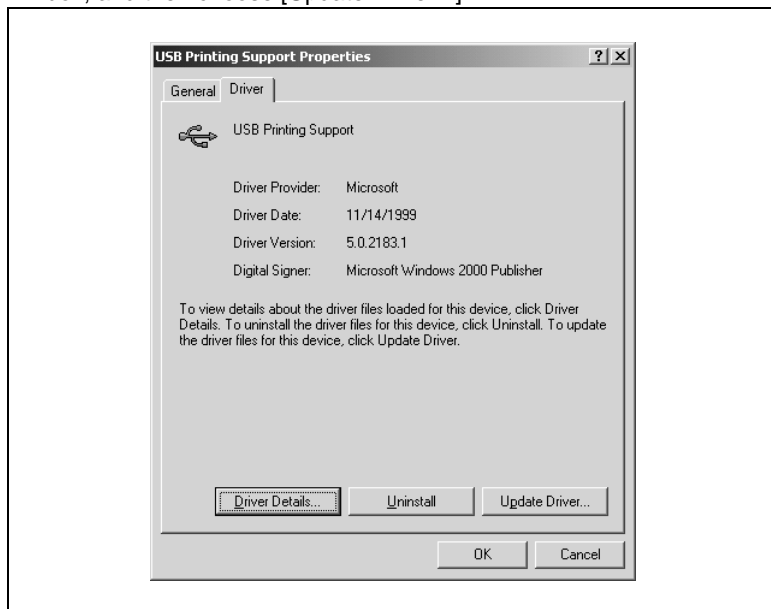 USB Printing Support Properties
General Driver
USB Printing Support
Driver Provider: Microsoft
Driver Date: 11/14/1999
Driver Version: 5.0.2183.1
Digital Signer: Microsoft Windows 2000 Publisher
To view details about the driver files loaded for this device, click Driver
Details. To uninstall the driver files for this device, click Uninstall. To update
the driver files for this device, click Update Driver.
Driver Details... Uninstall Update Driver...
OK Cancel